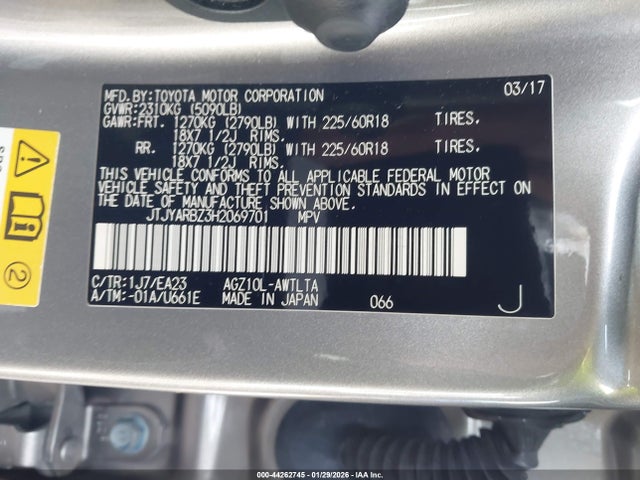 MFD.BY:TOYOTA MOTOR CORPORATION 03/17
GVWR:2310KG (5090LB)
GAWR:FRT. 1270KG (2790LB) WITH 225/60R18 TIRES,
18X7 1/2J RIMS.
RR. 1270KG (2790LB) WITH 225/60R18 TIRES,
18X7 1/2J RIMS.
THIS VEHICLE CONFORMS TO ALL APPLICABLE FEDERAL MOTOR
VEHICLE SAFETY AND THEFT PREVENTION STANDARDS IN EFFECT ON
THE DATE OF MANUFACTURE SHOWN ABOVE.
JTJYARBZ3H2069701 MPV
C/TR:1J7/EA23 AGZ10L-AWTLTA
A/TM:-01A/U661E MADE IN JAPAN 066 J
2
000-44262745 - 01/29/2026 - IAA Inc.